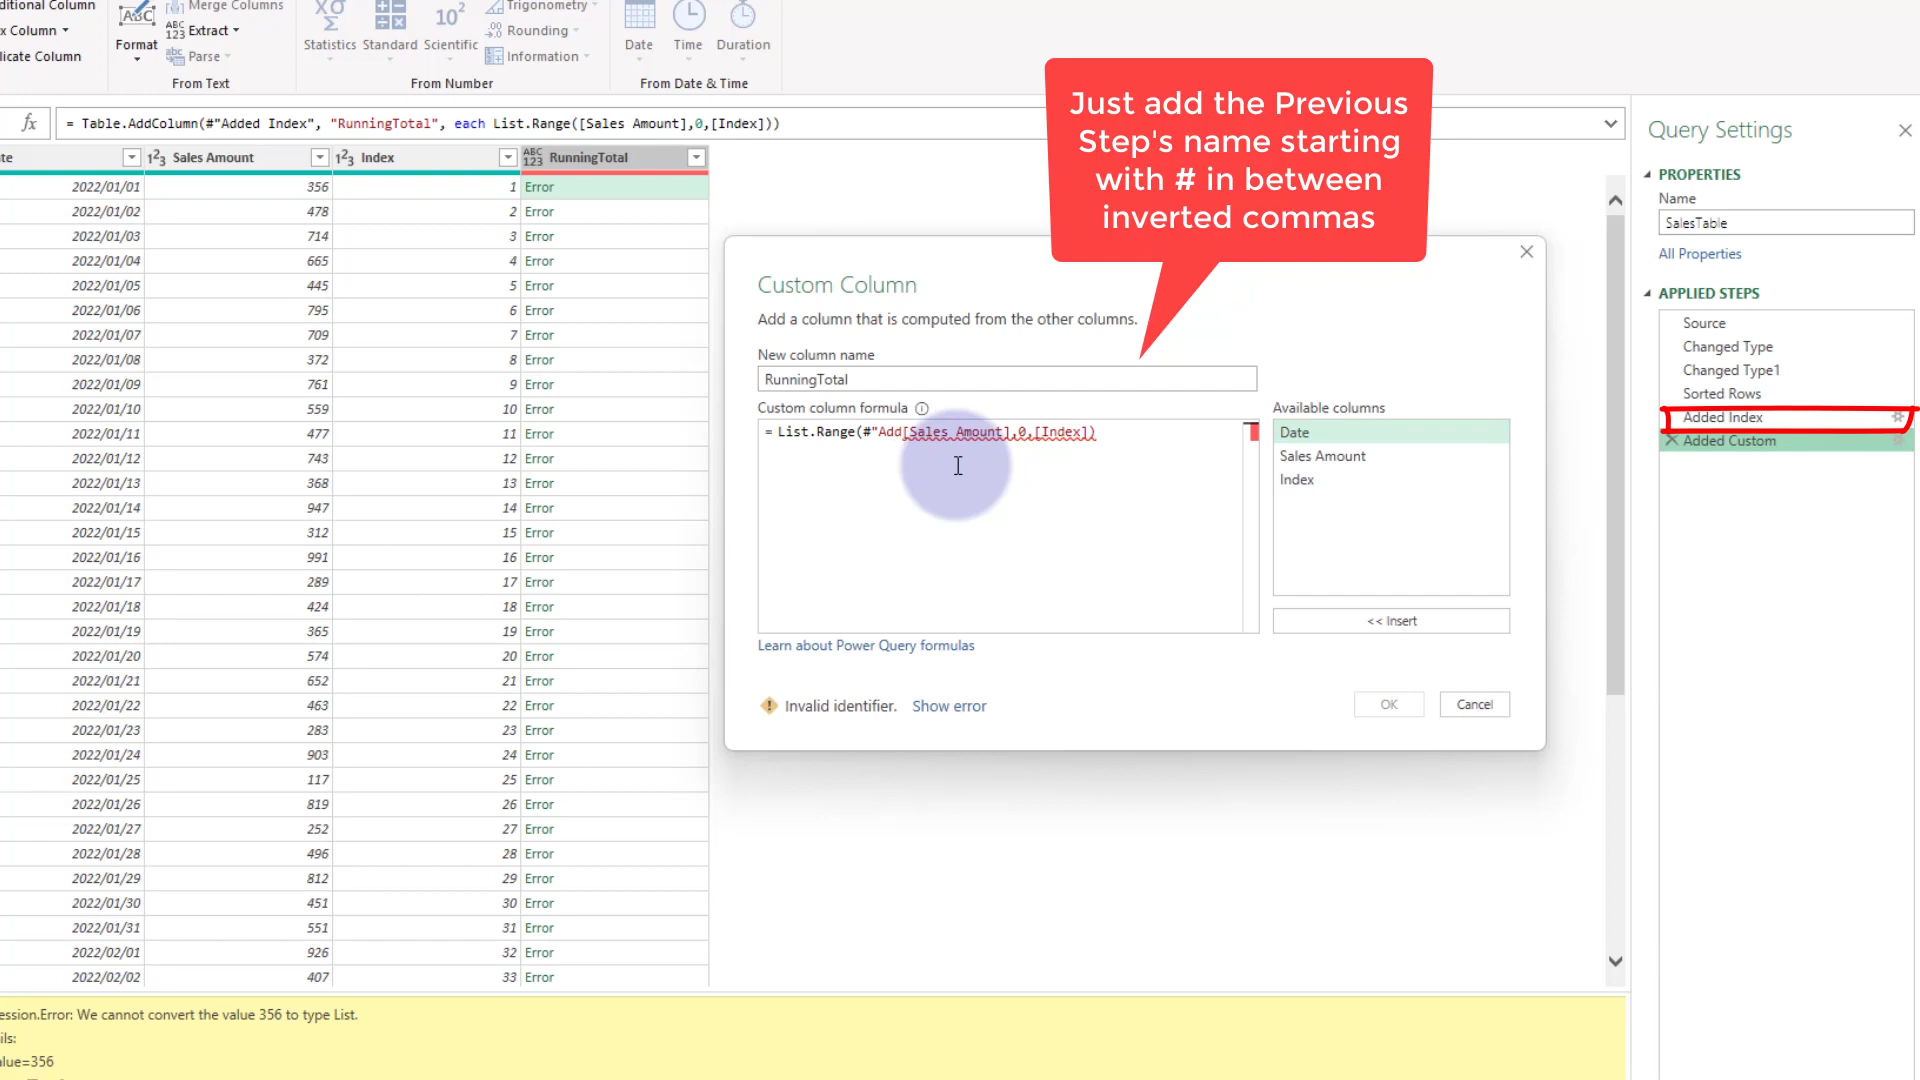 ditional Column
Merge Columns
Trigonometry
x Column
Format
ABC
123 Extract
Statistics
Standard
Scientific
Rounding
Date
Time
Duration
licate Column
Parse
Information
From Text
From Number
From Date & Time
fx
= Table.AddColumn(#"Added Index", "RunningTotal", each List.Range([Sales Amount],0,[Index]))
te
1²3 Sales Amount
1²3 Index
ABC
123 RunningTotal
2022/01/01 356 1 Error
2022/01/02 478 2 Error
2022/01/03 714 3 Error
2022/01/04 665 4 Error
2022/01/05 445 5 Error
2022/01/06 795 6 Error
2022/01/07 709 7 Error
2022/01/08 372 8 Error
2022/01/09 761 9 Error
2022/01/10 559 10 Error
2022/01/11 477 11 Error
2022/01/12 743 12 Error
2022/01/13 368 13 Error
2022/01/14 947 14 Error
2022/01/15 312 15 Error
2022/01/16 991 16 Error
2022/01/17 289 17 Error
2022/01/18 424 18 Error
2022/01/19 365 19 Error
2022/01/20 574 20 Error
2022/01/21 652 21 Error
2022/01/22 463 22 Error
2022/01/23 283 23 Error
2022/01/24 903 24 Error
2022/01/25 117 25 Error
2022/01/26 819 26 Error
2022/01/27 252 27 Error
2022/01/28 496 28 Error
2022/01/29 812 29 Error
2022/01/30 451 30 Error
2022/01/31 551 31 Error
2022/02/01 926 32 Error
2022/02/02 407 33 Error
ession.Error: We cannot convert the value 356 to type List.
ils:
alue=356
Just add the Previous
Step's name starting
with # in between
inverted commas
Custom Column
Add a column that is computed from the other columns.
New column name
RunningTotal
Custom column formula
= List.Range(#"Add[Sales Amount],0,[Index])
Available columns
Date
Sales Amount
Index
<< Insert
Learn about Power Query formulas
Invalid identifier. Show error
OK
Cancel
Query Settings
PROPERTIES
Name
SalesTable
All Properties
APPLIED STEPS
Source
Changed Type
Changed Type1
Sorted Rows
Added Index
Added Custom